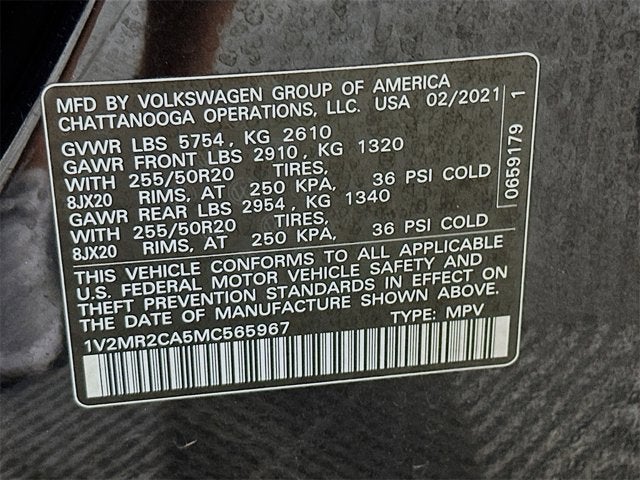 MFD BY VOLKSWAGEN GROUP OF AMERICA
CHATTANOOGA OPERATIONS, LLC. USA 02/2021
GVWR LBS 5754, KG 2610
GAWR FRONT LBS 2910, KG 1320
WITH 255/50R20 TIRES,
8JX20 RIMS, AT 250 KPA, 36 PSI COLD
GAWR REAR LBS 2954, KG 1340
WITH 255/50R20 TIRES,
8JX20 RIMS, AT 250 KPA, 36 PSI COLD
THIS VEHICLE CONFORMS TO ALL APPLICABLE
U.S. FEDERAL MOTOR VEHICLE SAFETY AND
THEFT PREVENTION STANDARDS IN EFFECT ON
THE DATE OF MANUFACTURE SHOWN ABOVE.
1V2MR2CA5MC565967 TYPE: MPV
0659179 1